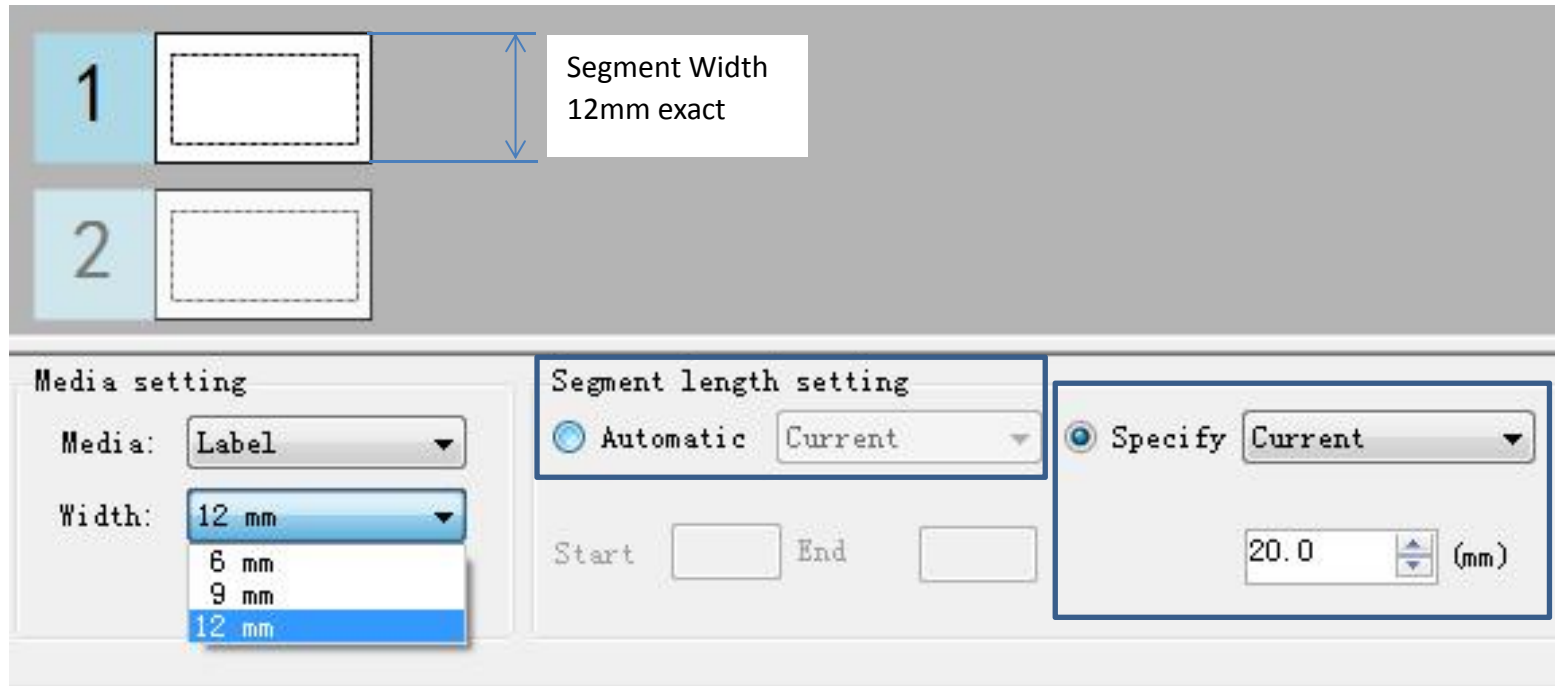 1
Segment Width
12mm exact
2
Media setting
Segment length setting
Media: Label
Automatic Current
Specify Current
Width: 12 mm
6 mm
9 mm
12 mm
Start
End
20.0 (mm)